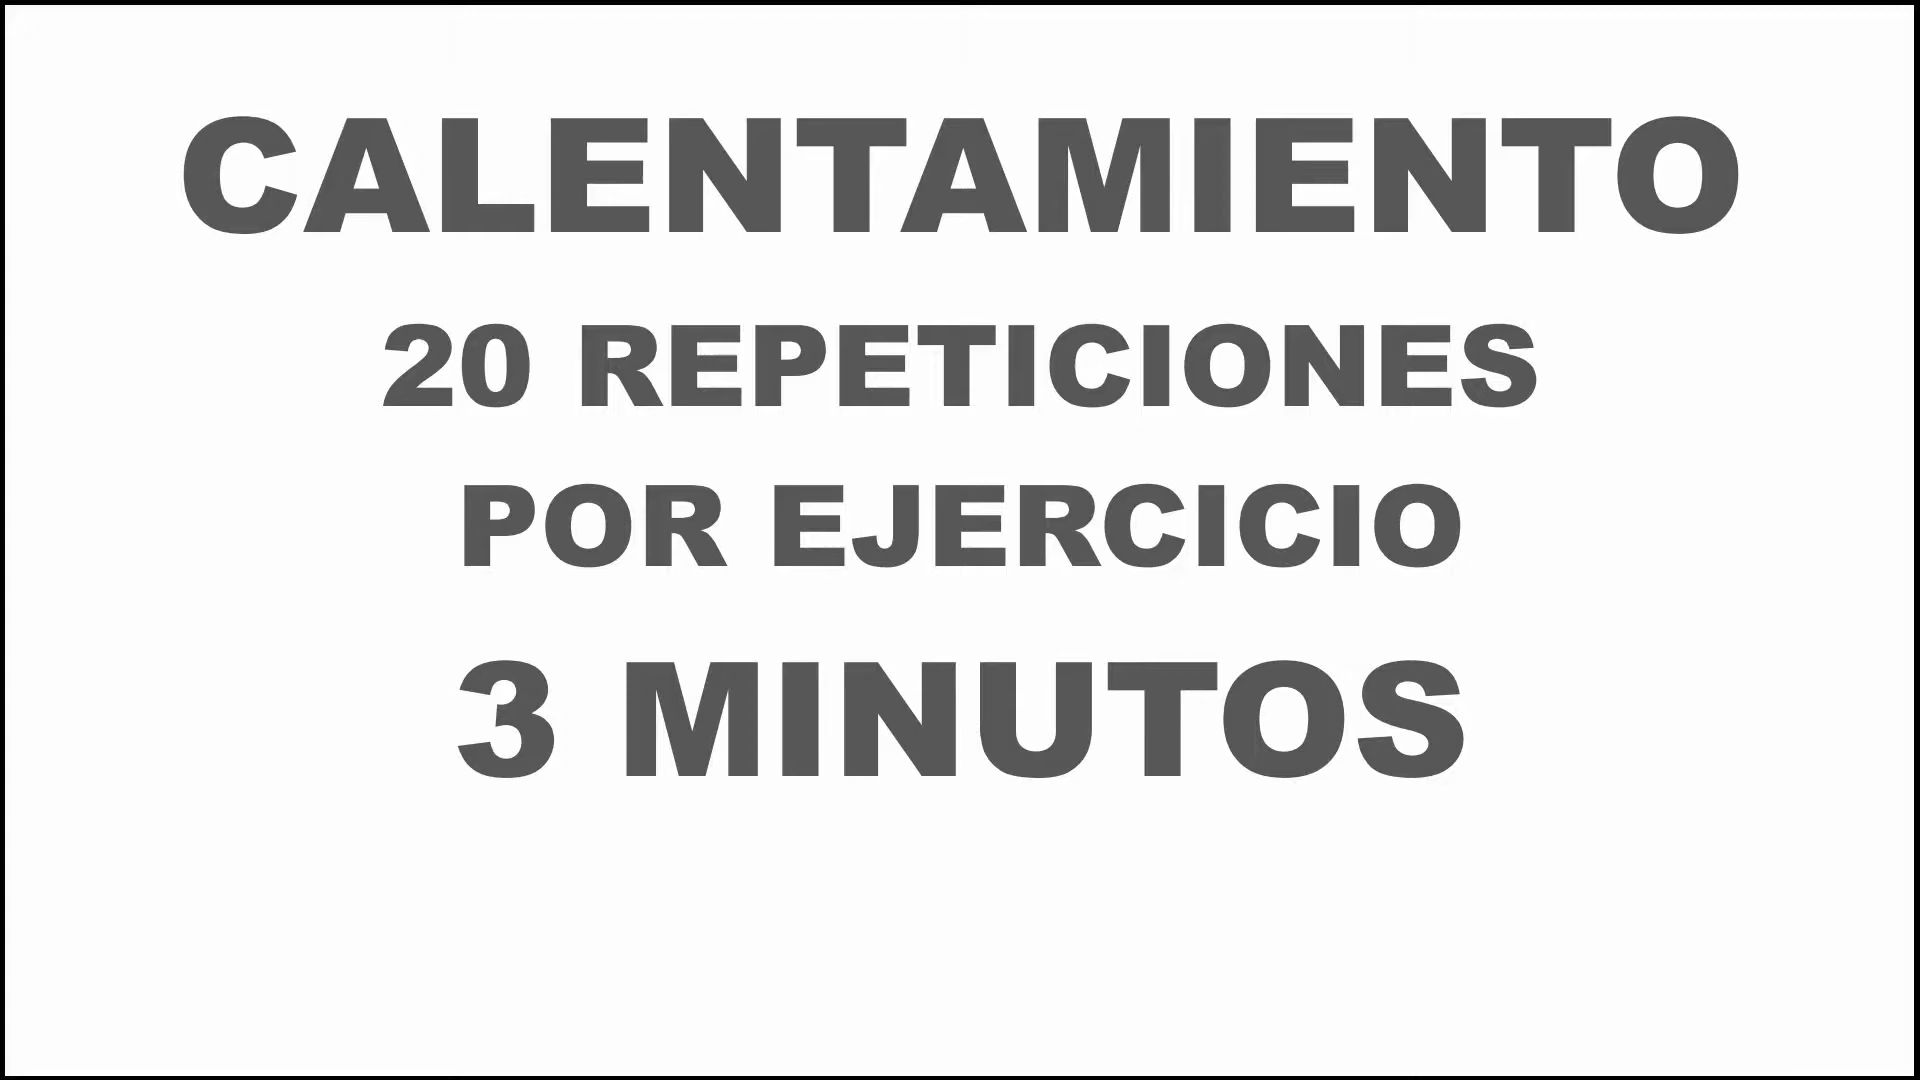 CALENTAMIENTO
20 REPETICIONES
POR EJERCICIO
3 MINUTOS